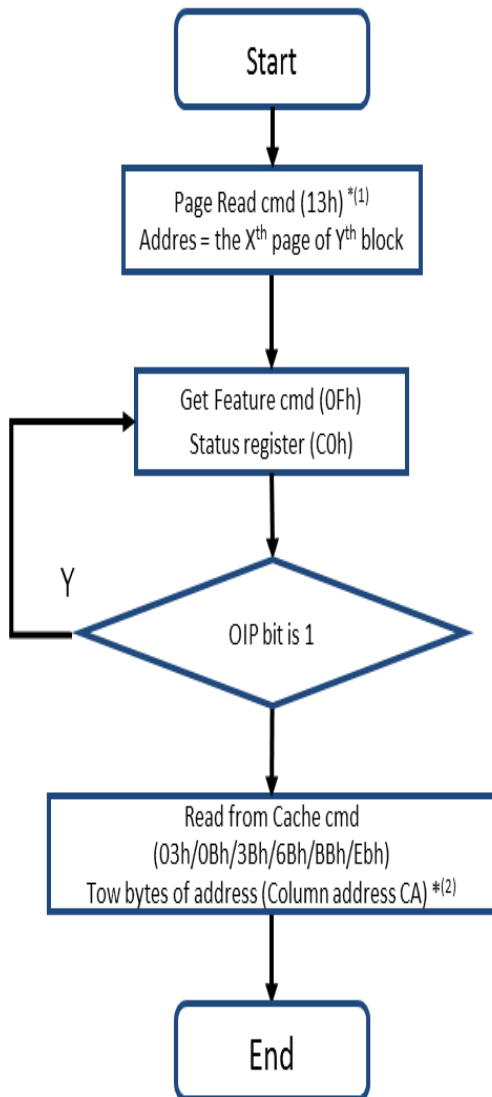 Start
Page Read cmd (13h) *(1)
Addres = the Xth page of Yth block
Get Feature cmd (0Fh)
Status register (C0h)
Y
OIP bit is 1
Read from Cache cmd
(03h/0Bh/3Bh/6Bh/BBh/Ebh)
Tow bytes of address (Column address CA) *(2)
End